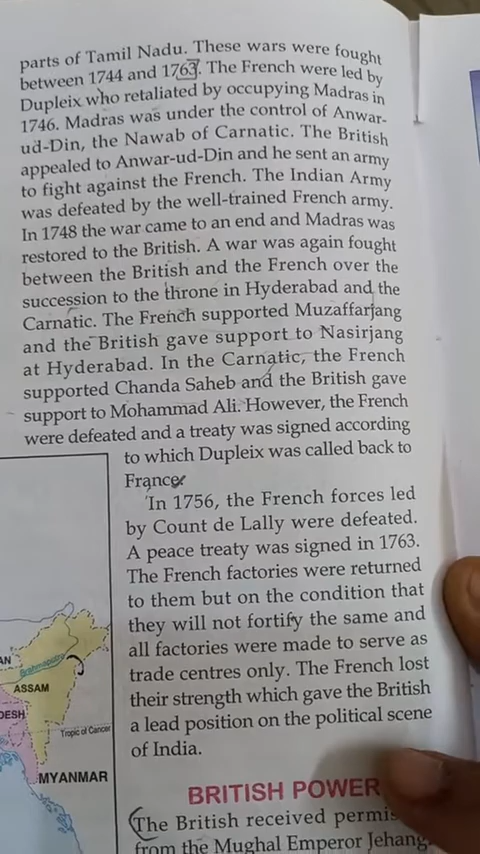 parts of Tamil Nadu. These wars were fought
between 1744 and 1763. The French were led by
Dupleix who retaliated by occupying Madras in
1746. Madras was under the control of Anwar-
ud-Din, the Nawab of Carnatic. The British
appealed to Anwar-ud-Din and he sent an army
to fight against the French. The Indian Army
was defeated by the well-trained French army.
In 1748 the war came to an end and Madras was
restored to the British. A war was again fought
between the British and the French over the
succession to the throne in Hyderabad and the
Carnatic. The French supported Muzaffarjang
and the British gave support to Nasirjang
at Hyderabad. In the Carnatic, the French
supported Chanda Saheb and the British gave
support to Mohammad Ali. However, the French
were defeated and a treaty was signed according
to which Dupleix was called back to
France.
In 1756, the French forces led
by Count de Lally were defeated.
A peace treaty was signed in 1763.
The French factories were returned
to them but on the condition that
they will not fortify the same and
all factories were made to serve as
trade centres only. The French lost
their strength which gave the British
a lead position on the political scene
of India.
AN
Brahmaputra
ASSAM
DESH
Tropic of Cancer
MYANMAR
BRITISH POWER
The British received permis
from the Mughal Emperor Jehang